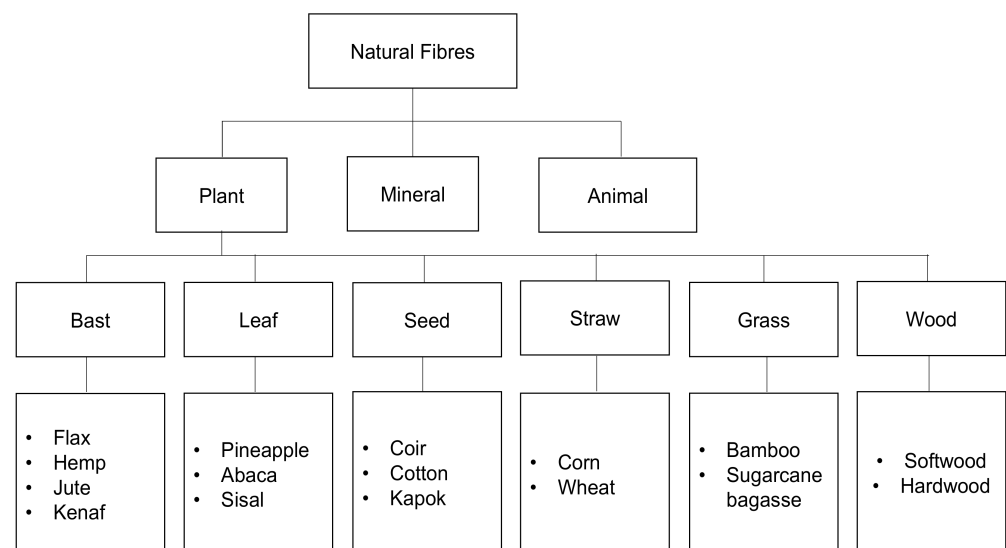 Natural Fibres
Plant
Mineral
Animal
Bast
Leaf
Seed
Straw
Grass
Wood
• Flax
• Hemp
• Jute
• Kenaf
• Pineapple
• Abaca
• Sisal
• Coir
• Cotton
• Kapok
• Corn
• Wheat
• Bamboo
• Sugarcane
bagasse
• Softwood
• Hardwood